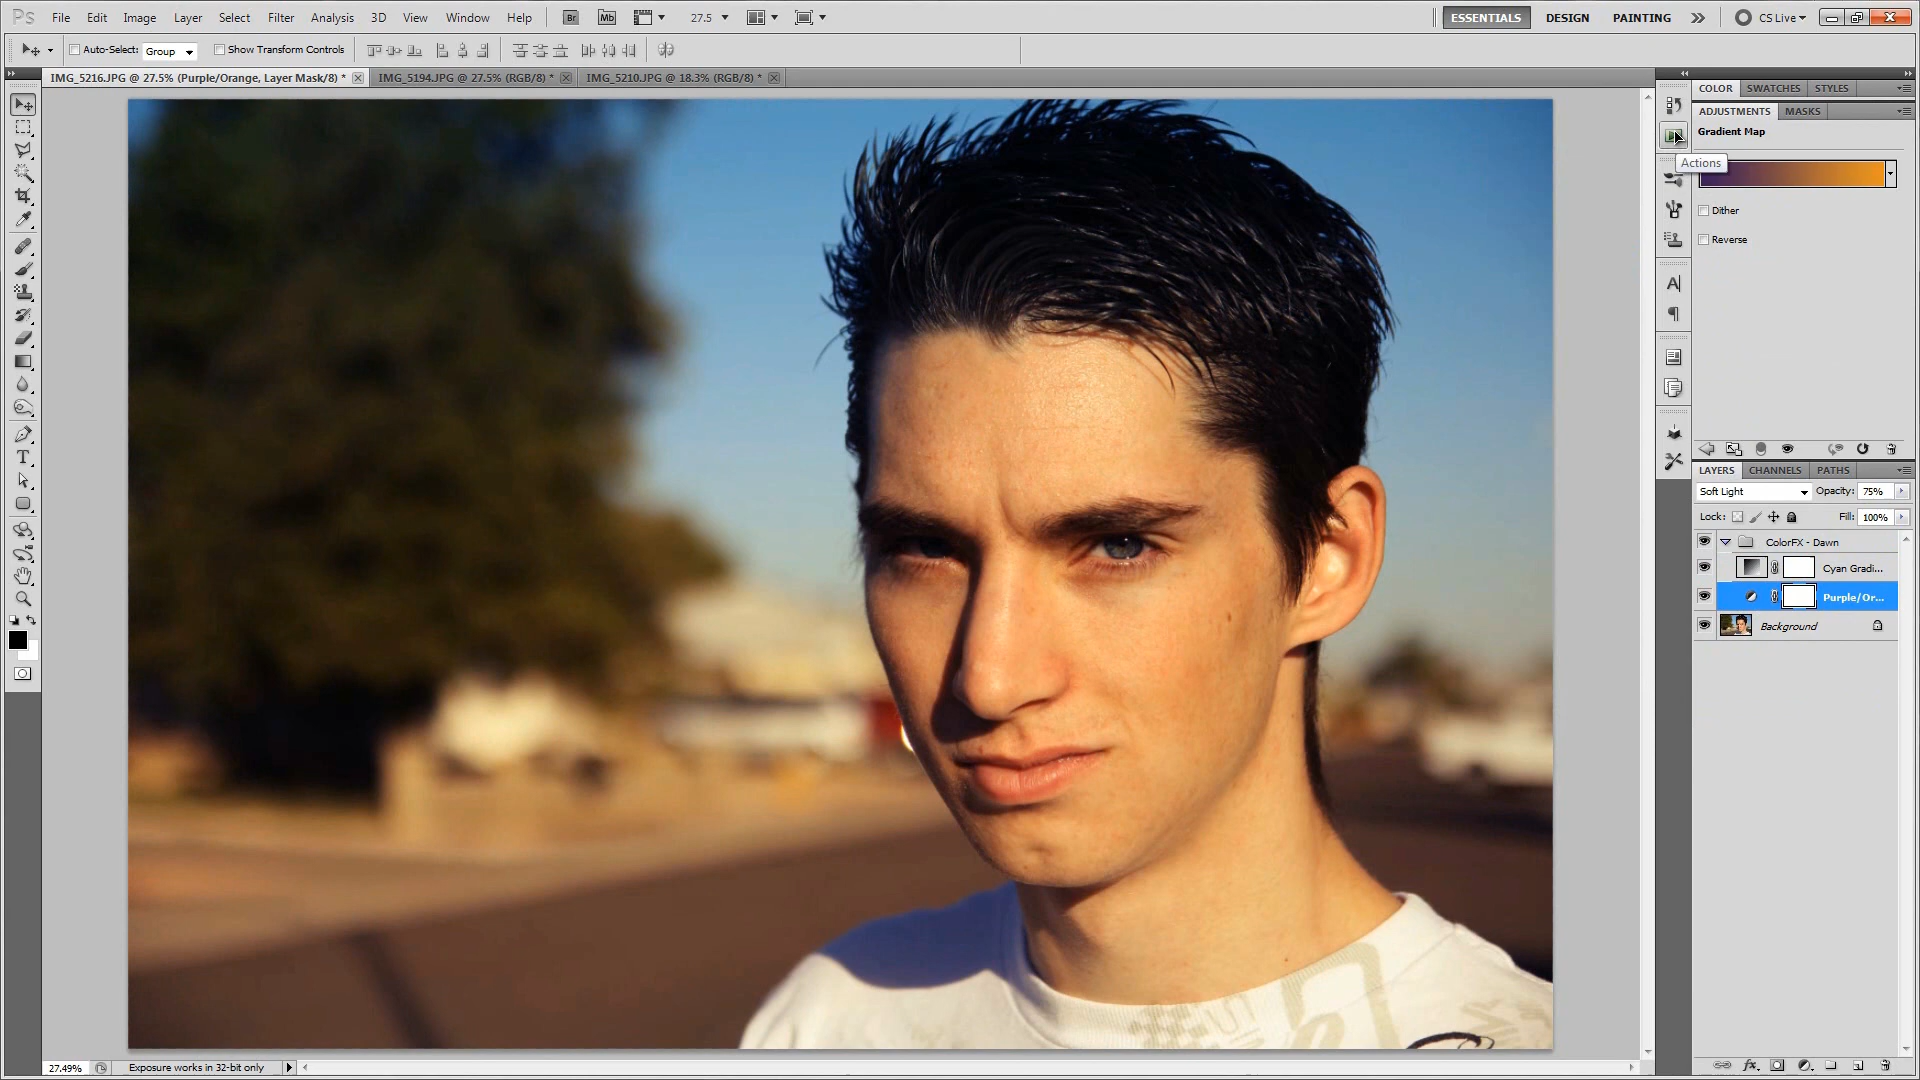 Ps File Edit Image Layer Select Filter Analysis 3D View Window Help Br Mb 27.5 ESSENTIALS DESIGN PAINTING CS Live
Auto-Select: Group Show Transform Controls
IMG_5216.JPG @ 27.5% (Purple/Orange, Layer Mask/8) * IMG_5194.JPG @ 27.5% (RGB/8) * IMG_5210.JPG @ 18.3% (RGB/8) *
COLOR SWATCHES STYLES
ADJUSTMENTS MASKS
Gradient Map
Actions
Dither
Reverse
LAYERS CHANNELS PATHS
Soft Light Opacity: 75%
Lock: Fill: 100%
ColorFX - Dawn
Cyan Gradi...
Purple/Or...
Background
27.49% Exposure works in 32-bit only